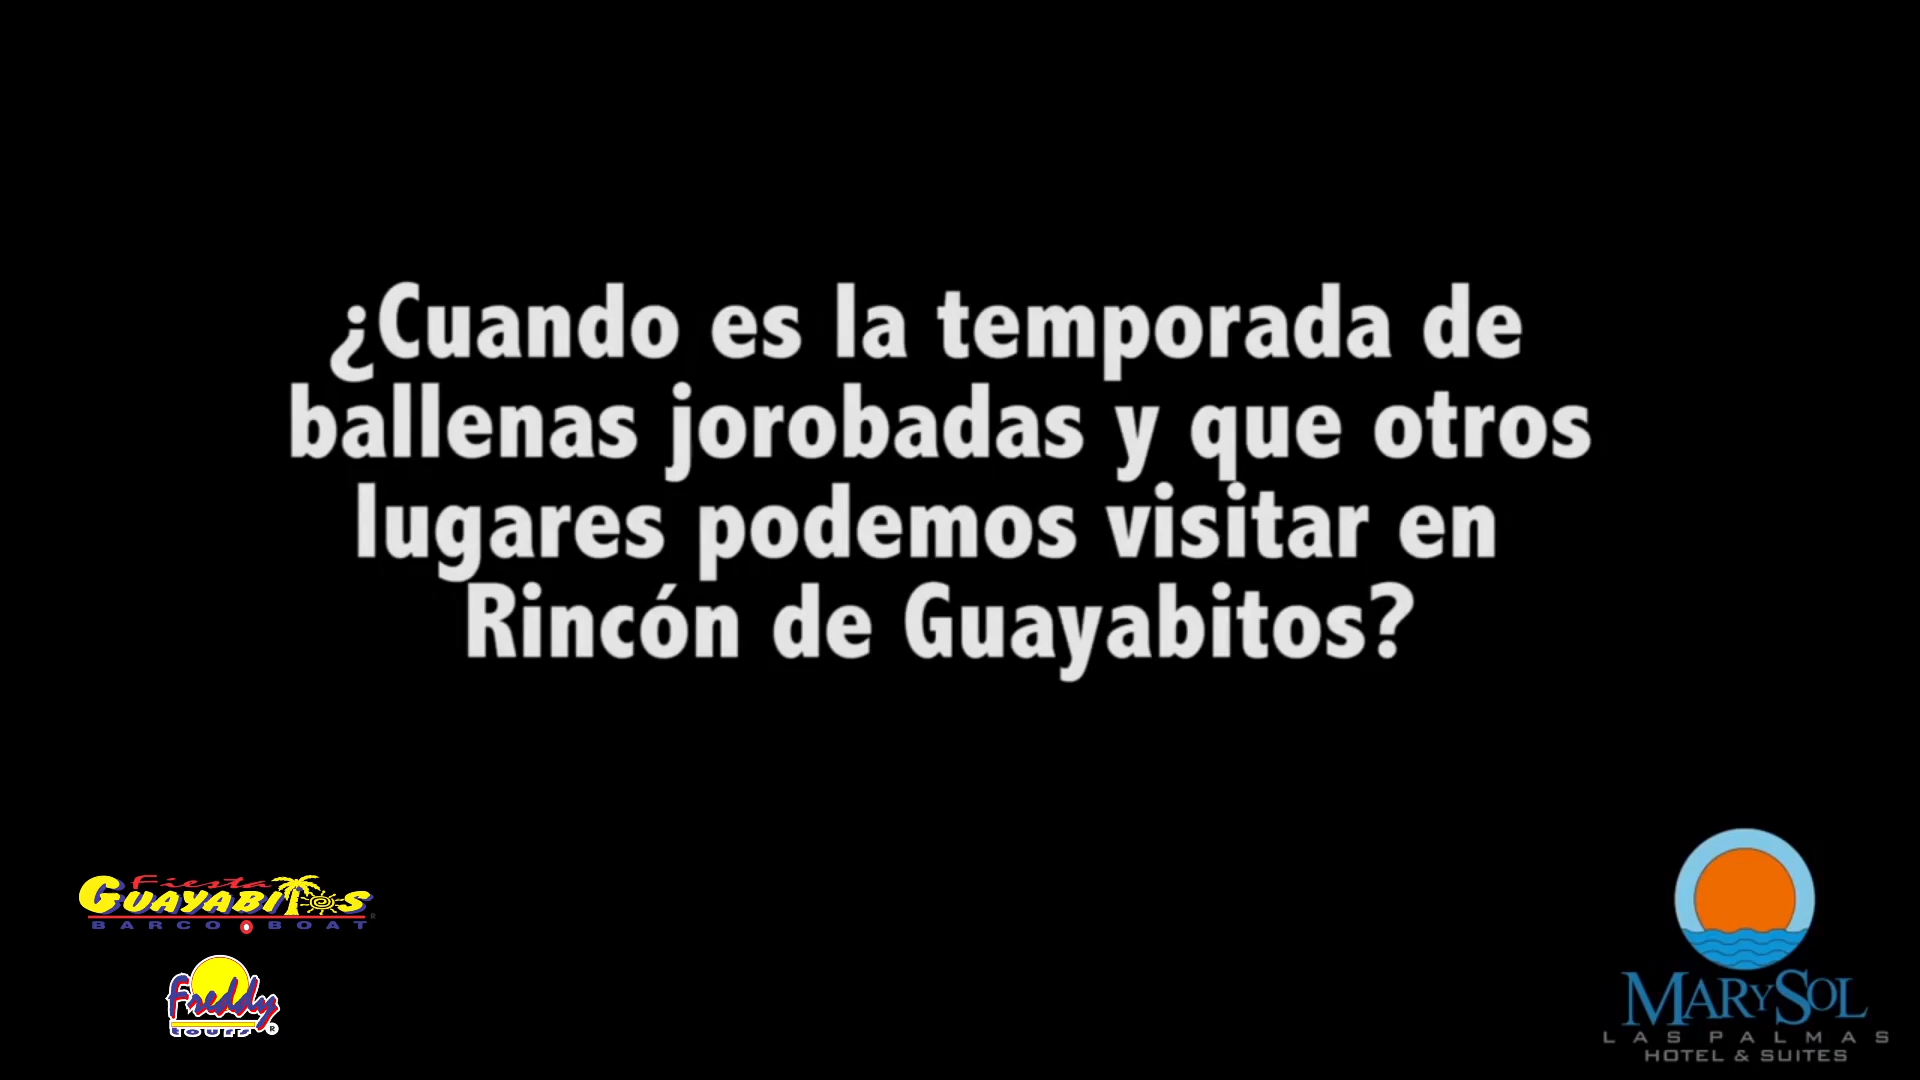 ¿Cuando es la temporada de
ballenas jorobadas y que otros
lugares podemos visitar en
Rincón de Guayabitos?
Fiesta
GUAYABITOS
BARCO BOAT
freddy
tours
MARYSOL
LAS PALMAS
HOTEL & SUITES